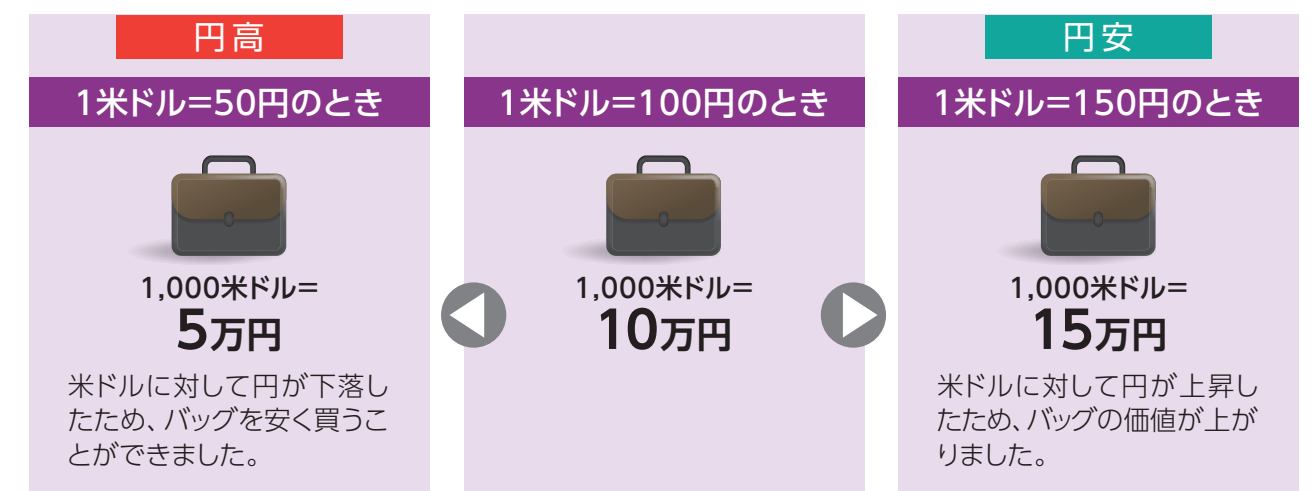 円高
1米ドル=50円のとき
1,000米ドル=
5万円
米ドルに対して円が下落し
たため、バッグを安く買うこ
とができました。
1米ドル=100円のとき
1,000米ドル=
10万円
円安
1米ドル=150円のとき
1,000米ドル=
15万円
米ドルに対して円が上昇し
たため、バッグの価値が上が
りました。